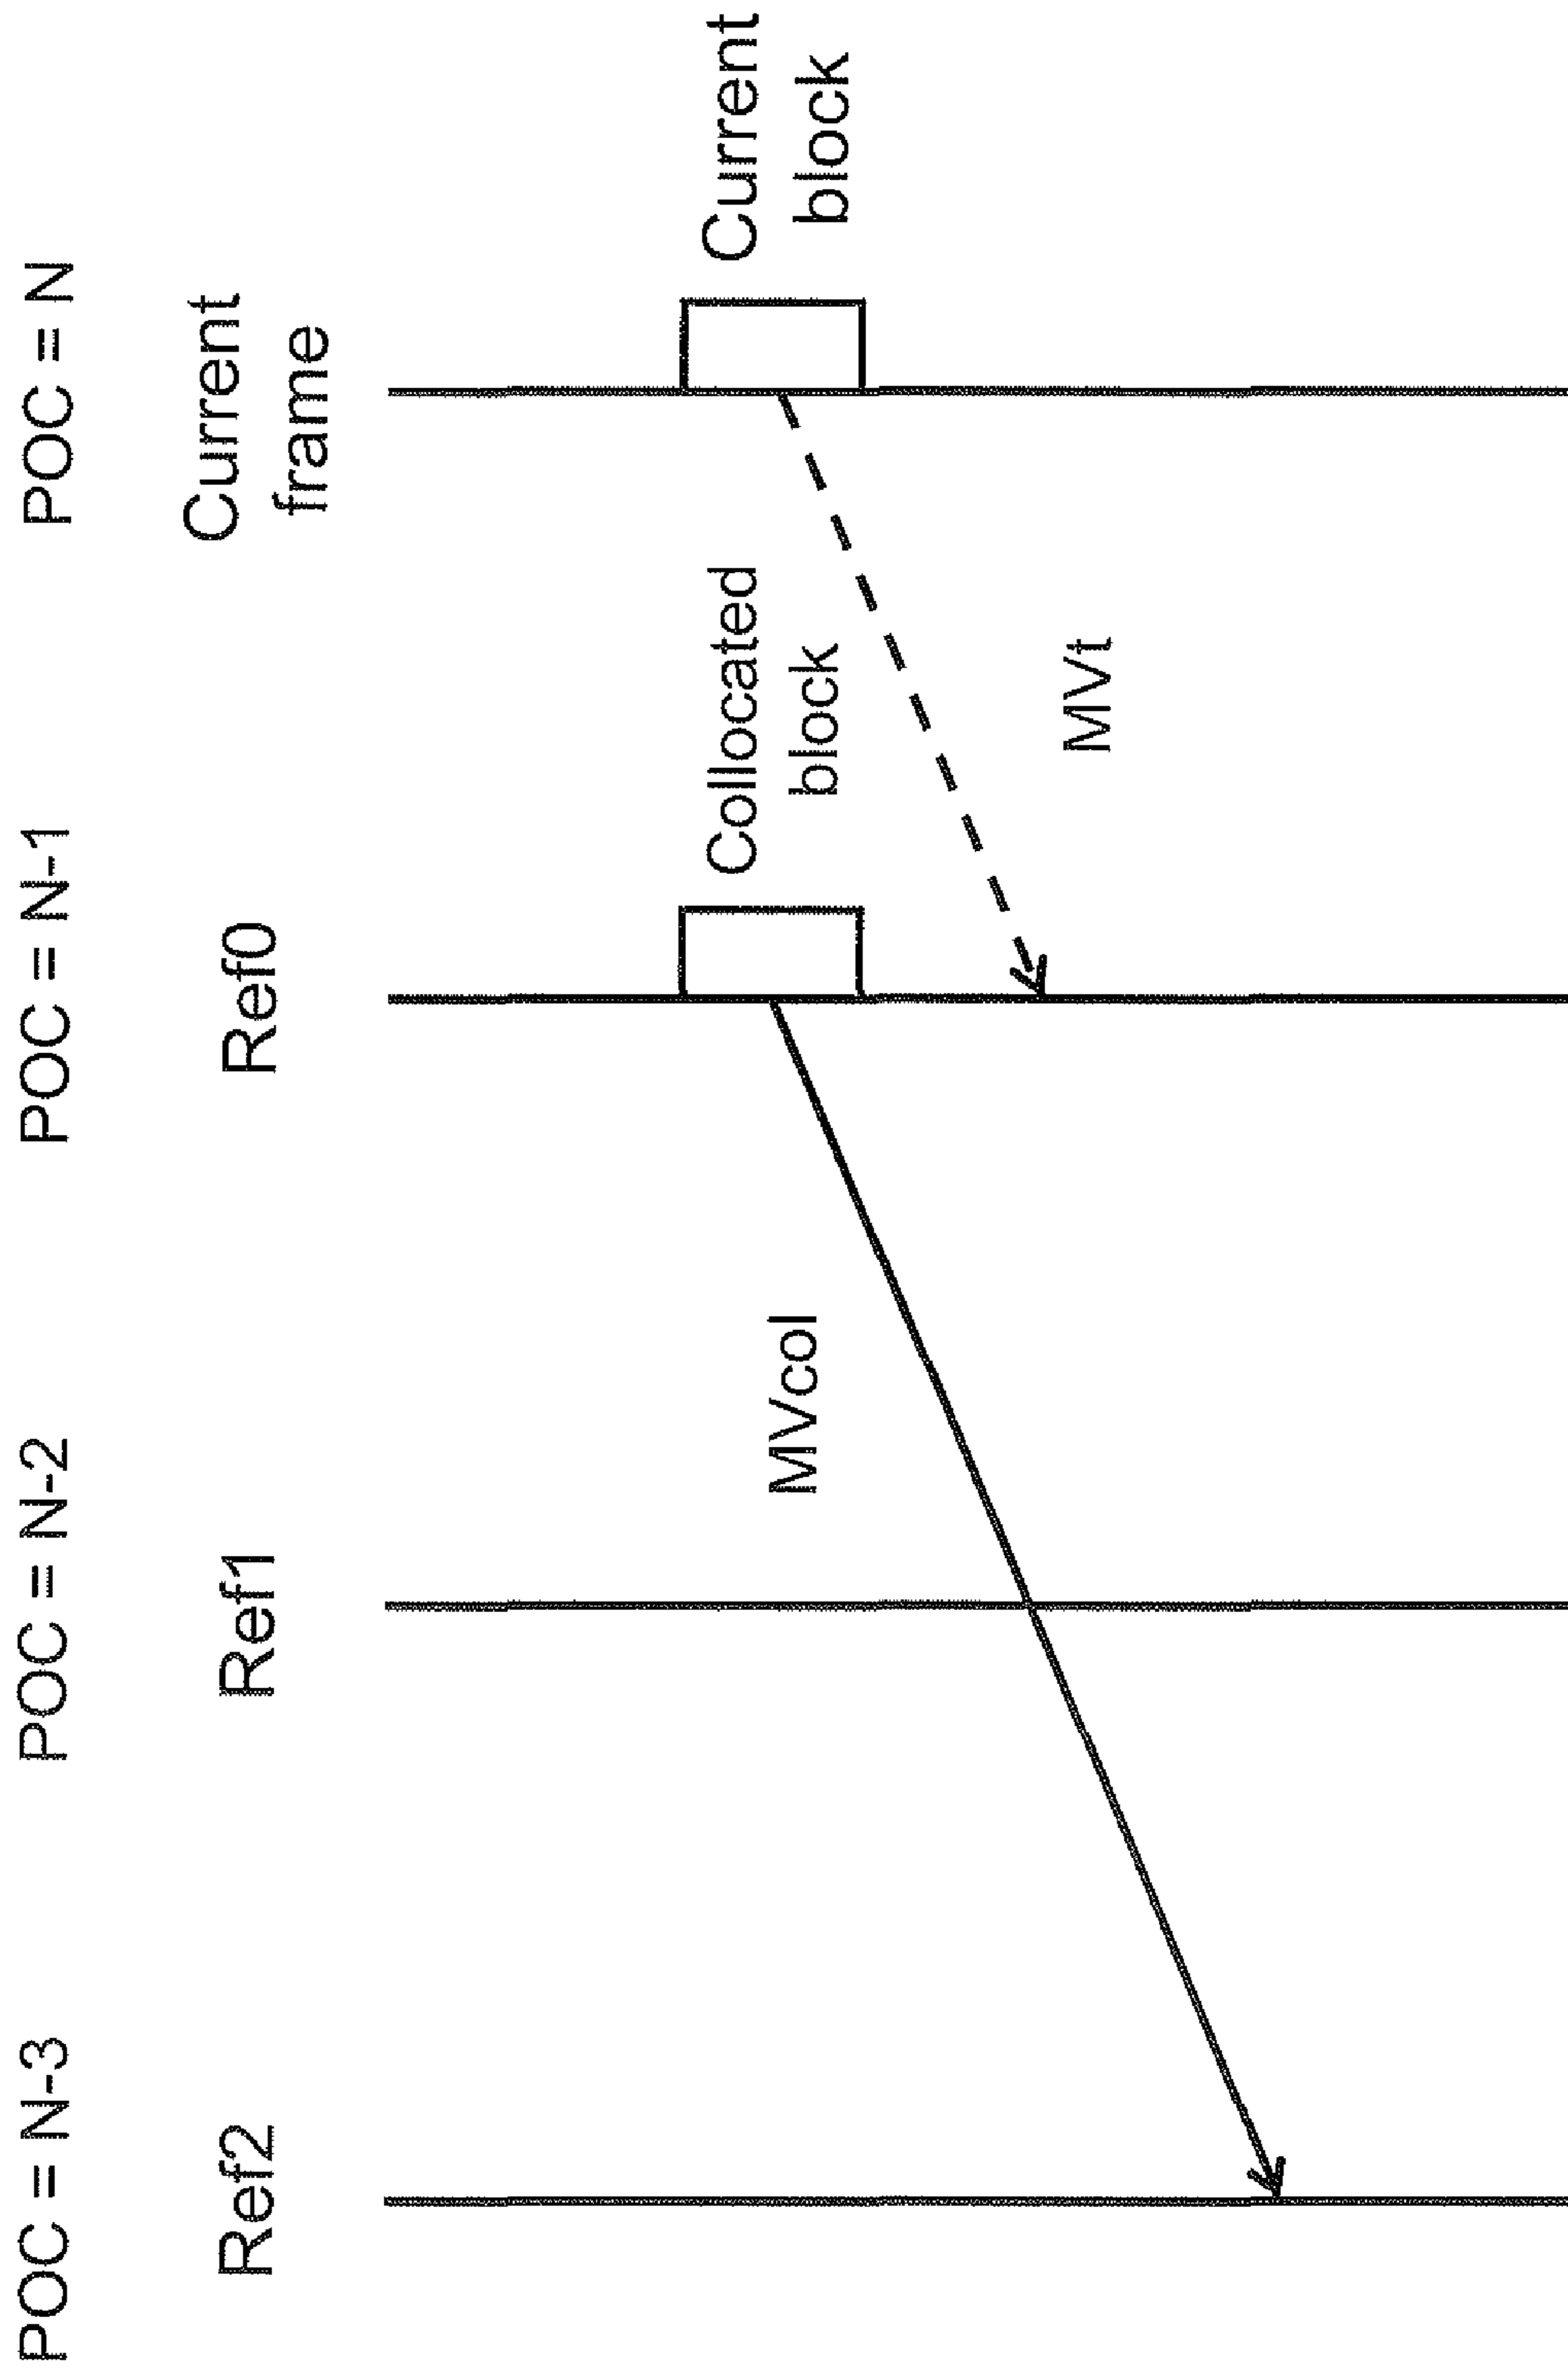 POC = N-3
POC = N-2
POC = N-1
POC = N
Ref2
Ref1
Ref0
Current
frame
MVcol
Collocated
block
Current
block
MVt